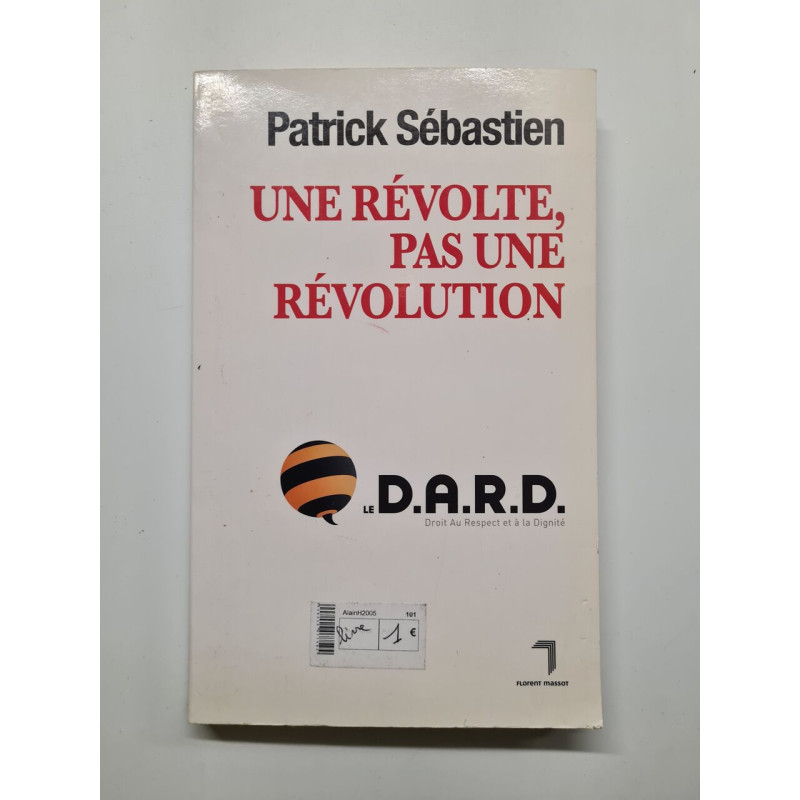 Patrick Sébastien
UNE RÉVOLTE,
PAS UNE
RÉVOLUTION
LE D.A.R.D.
Droit Au Respect et à la Dignité
AlainH2006 101
livre 1 €
FLORENT MASSOT